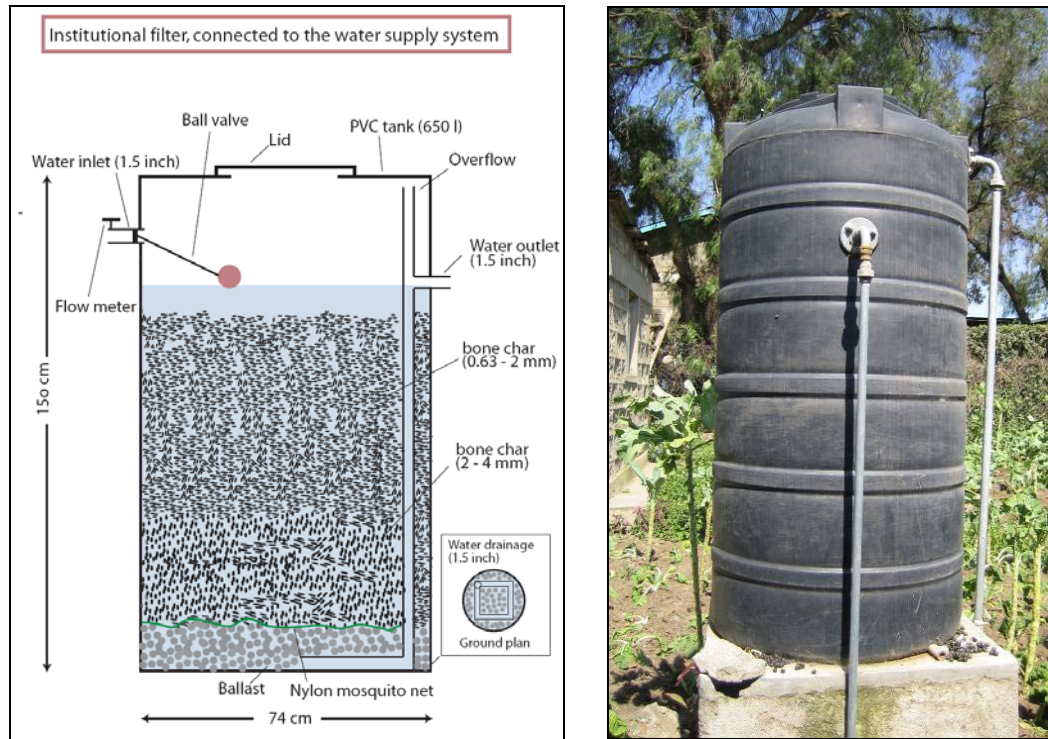 Institutional filter, connected to the water supply system
Ball valve
Lid
PVC tank (650 l)
Water inlet (1.5 inch)
Overflow
Water outlet
(1.5 inch)
Flow meter
bone char
(0.63 - 2 mm)
15o cm
bone char
(2 - 4 mm)
Water drainage
(1.5 inch)
Ground plan
Ballast
Nylon mosquito net
74 cm